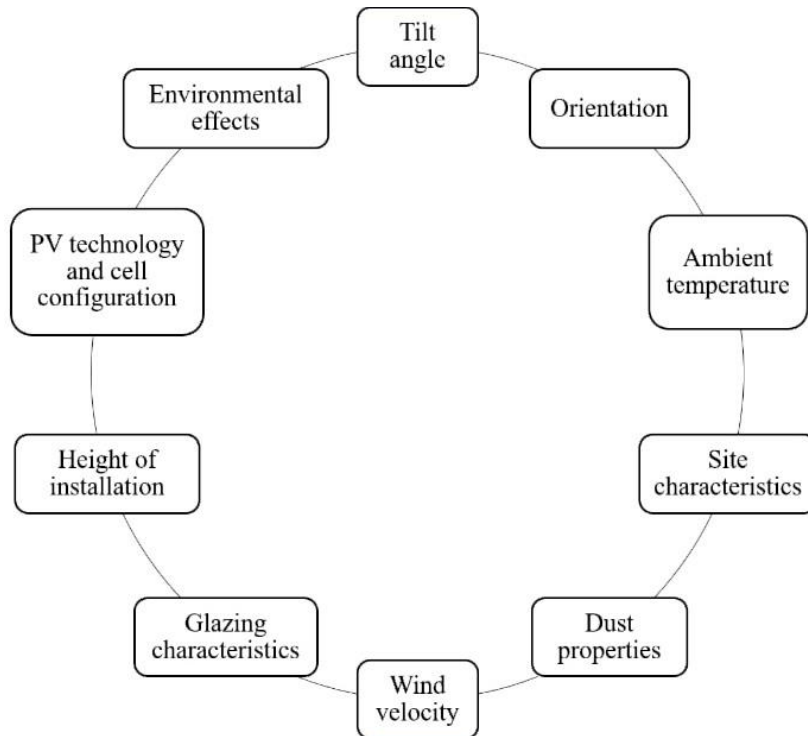 Tilt
angle
Orientation
Ambient
temperature
Site
characteristics
Dust
properties
Wind
velocity
Glazing
characteristics
Height of
installation
PV technology
and cell
configuration
Environmental
effects